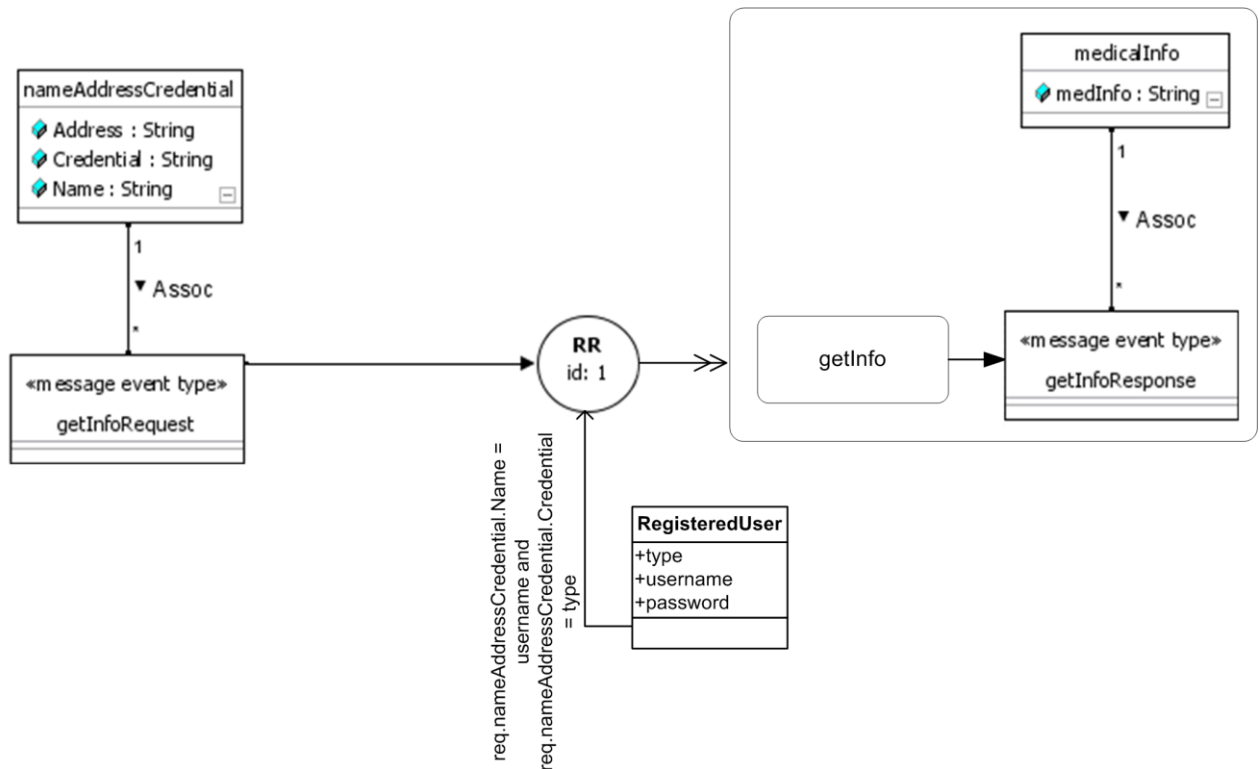 nameAddressCredential
Address : String
Credential : String
Name : String
1
Assoc
*
«message event type»
getInfoRequest
RR
id: 1
req.nameAddressCredential.Name =
username and
req.nameAddressCredential.Credential
= type
RegisteredUser
+type
+username
+password
getInfo
medicalInfo
medInfo : String
1
Assoc
*
«message event type»
getInfoResponse